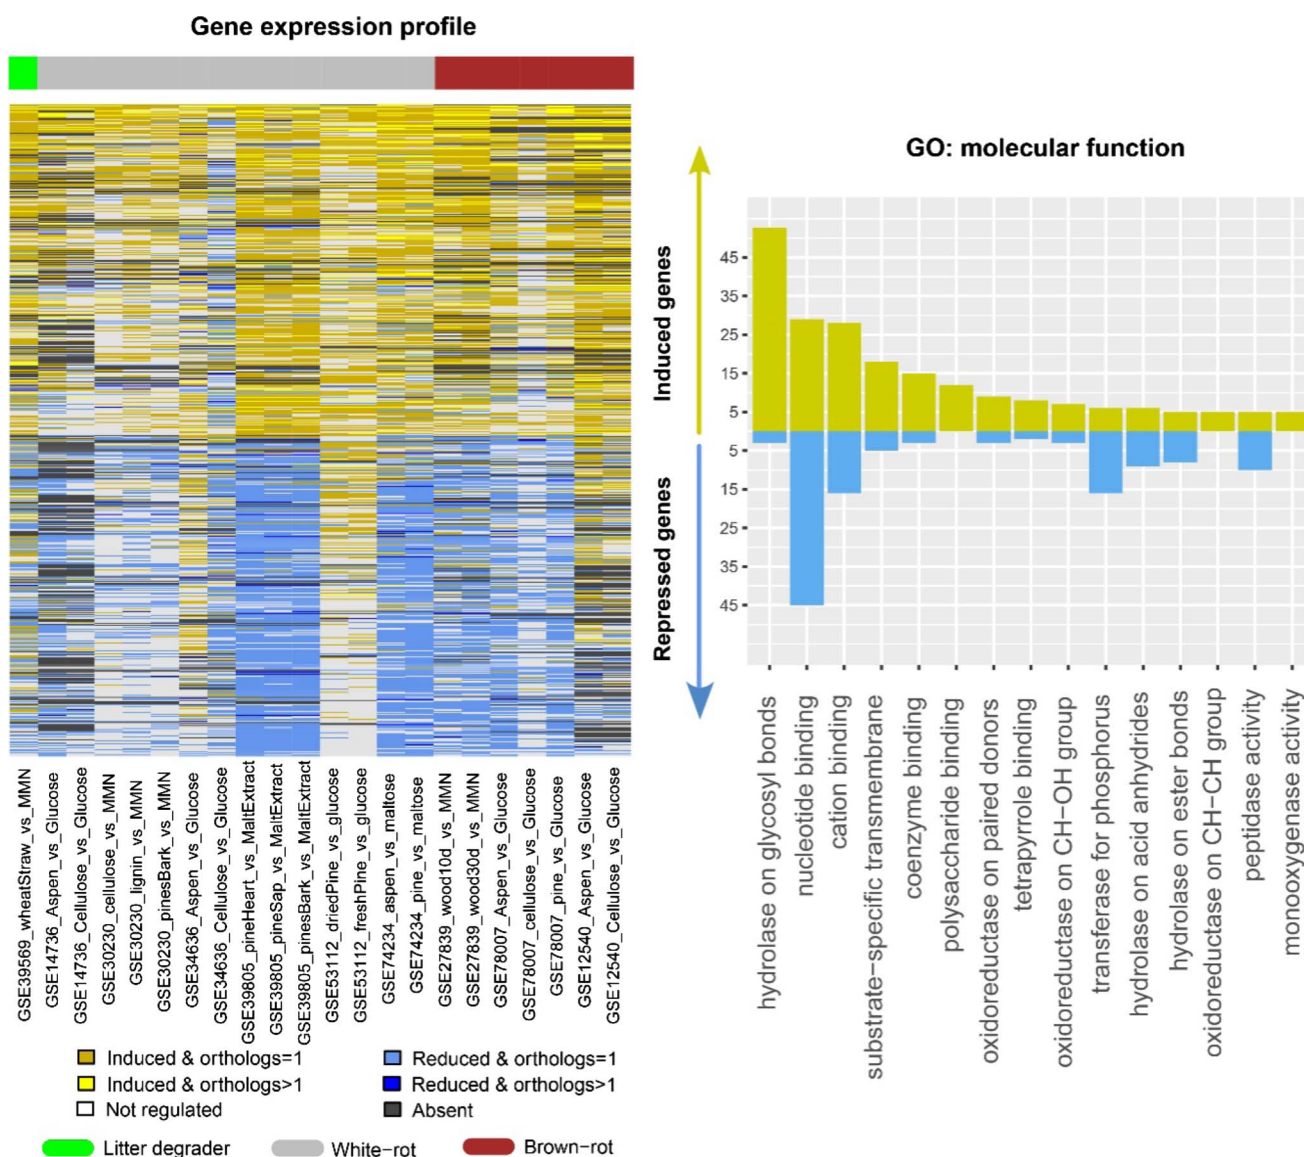 Gene expression profile
GSE39569_wheatStraw_vs_MMN
GSE14736_Aspen_vs_Glucose
GSE14736_Cellulose_vs_Glucose
GSE30230_cellulose_vs_MMN
GSE30230_lignin_vs_MMN
GSE30230_pinesBark_vs_MMN
GSE34636_Aspen_vs_Glucose
GSE34636_Cellulose_vs_Glucose
GSE39805_pineHeart_vs_MaltExtract
GSE39805_pineSap_vs_MaltExtract
GSE39805_pinesBark_vs_MaltExtract
GSE53112_driedPine_vs_glucose
GSE53112_freshPine_vs_glucose
GSE74234_aspen_vs_maltose
GSE74234_pine_vs_maltose
GSE27839_wood10d_vs_MMN
GSE27839_wood30d_vs_MMN
GSE78007_Aspen_vs_Glucose
GSE78007_cellulose_vs_Glucose
GSE78007_pine_vs_Glucose
GSE12540_Aspen_vs_Glucose
GSE12540_Cellulose_vs_Glucose
Induced & orthologs=1
Induced & orthologs>1
Not regulated
Reduced & orthologs=1
Reduced & orthologs>1
Absent
Litter degrader
White-rot
Brown-rot
GO: molecular function
Induced genes
Repressed genes
45
35
25
15
5
5
15
25
35
45
hydrolase on glycosyl bonds
nucleotide binding
cation binding
substrate-specific transmembrane
coenzyme binding
polysaccharide binding
oxidoreductase on paired donors
tetrapyrrole binding
oxidoreductase on CH-OH group
transferase for phosphorus
hydrolase on acid anhydrides
hydrolase on ester bonds
oxidoreductase on CH-CH group
peptidase activity
monooxygenase activity